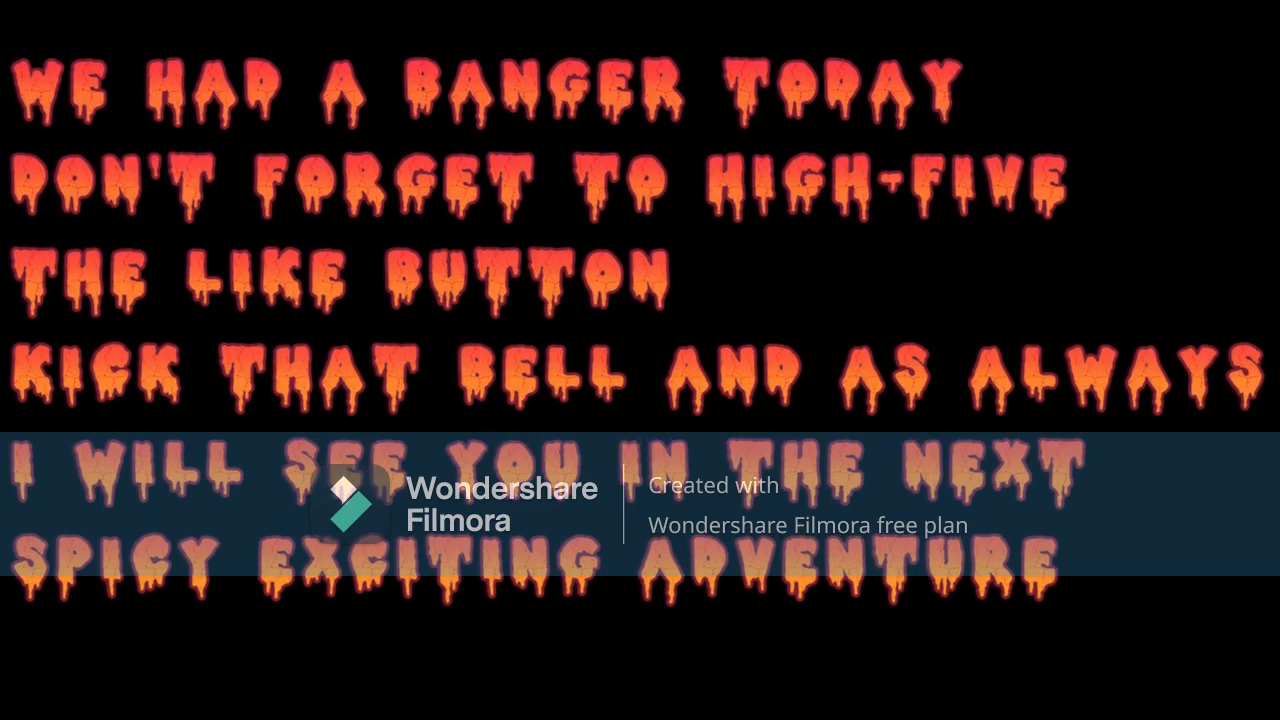 WE HAD A BANGER TODAY
DON'T FORGET TO HIGH-FIVE
THE LIKE BUTTON
KICK THAT BELL AND AS ALWAYS
I WILL SEE YOU IN THE NEXT
SPICY EXCITING ADVENTURE
Wondershare
Filmora
Created with
Wondershare Filmora free plan